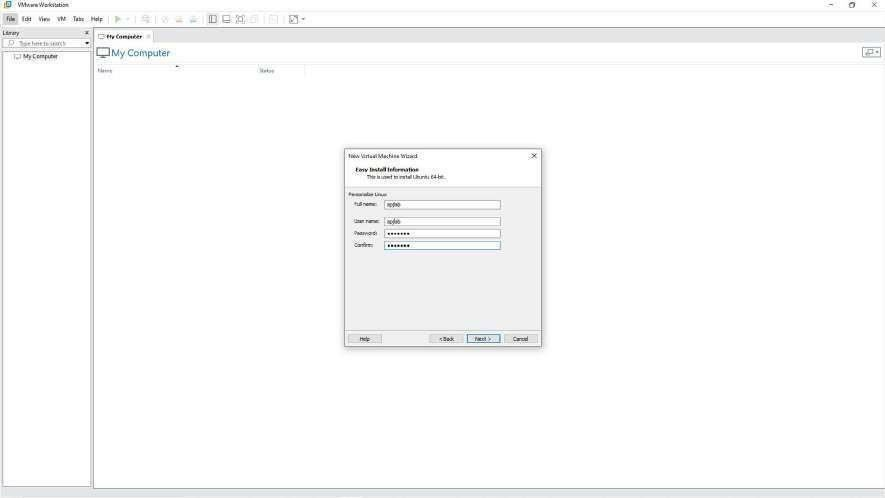 VMware Workstation
File Edit View VM Tabs Help
Library
Type here to search
My Computer
My Computer
My Computer
Name Status
New Virtual Machine Wizard
Easy Install Information
This is used to install Ubuntu 64-bit.
Personalize Linux
Full name:
User name:
Password: •••••••
Confirm: •••••••
Help < Back Next > Cancel